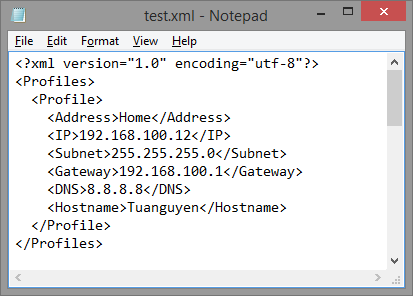 test.xml - Notepad
File Edit Format View Help
<?xml version="1.0" encoding="utf-8"?>
<Profiles>
  <Profile>
    <Address>Home</Address>
    <IP>192.168.100.12</IP>
    <Subnet>255.255.255.0</Subnet>
    <Gateway>192.168.100.1</Gateway>
    <DNS>8.8.8.8</DNS>
    <Hostname>Tuanguyen</Hostname>
  </Profile>
</Profiles>